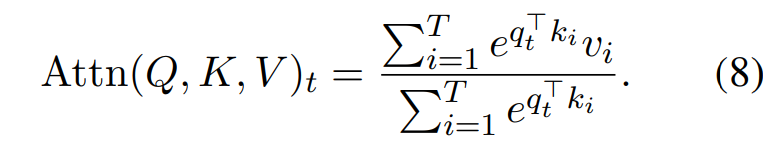 Attn(Q, K, V)_t = \frac{\sum_{i=1}^{T} e^{q_t^\top k_i} v_i}{\sum_{i=1}^{T} e^{q_t^\top k_i}}. (8)